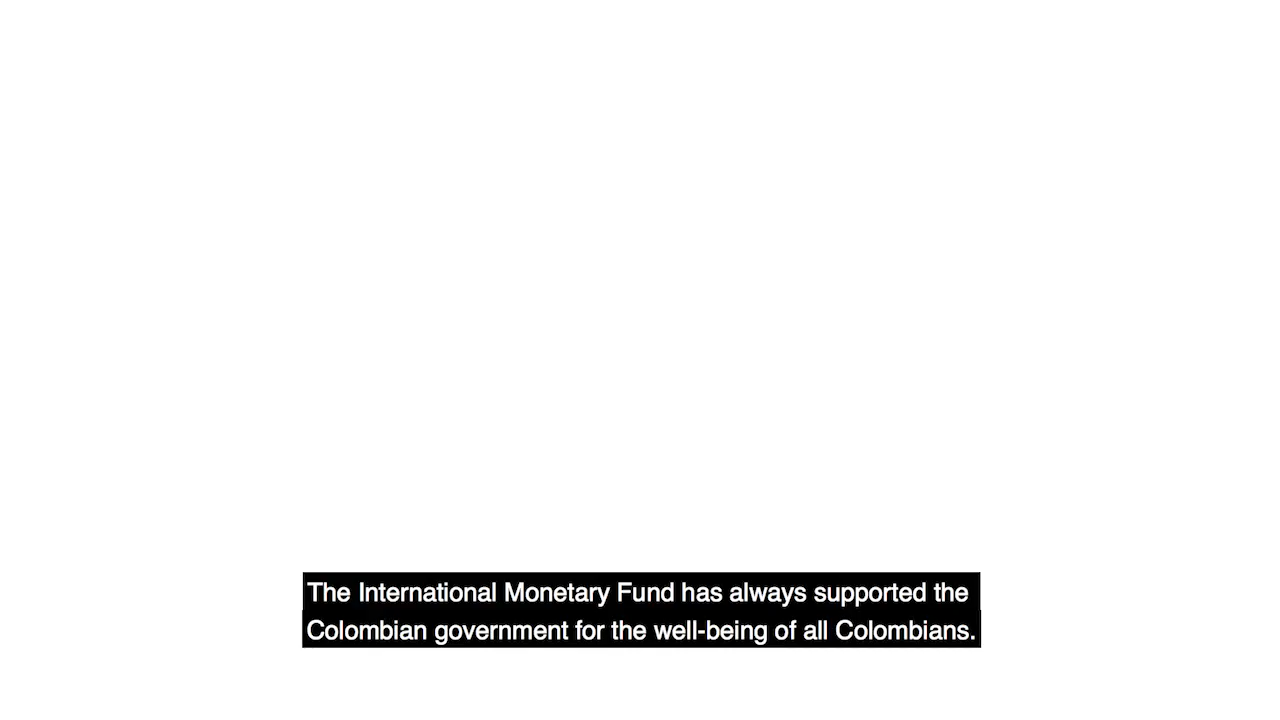 The International Monetary Fund has always supported the
Colombian government for the well-being of all Colombians.